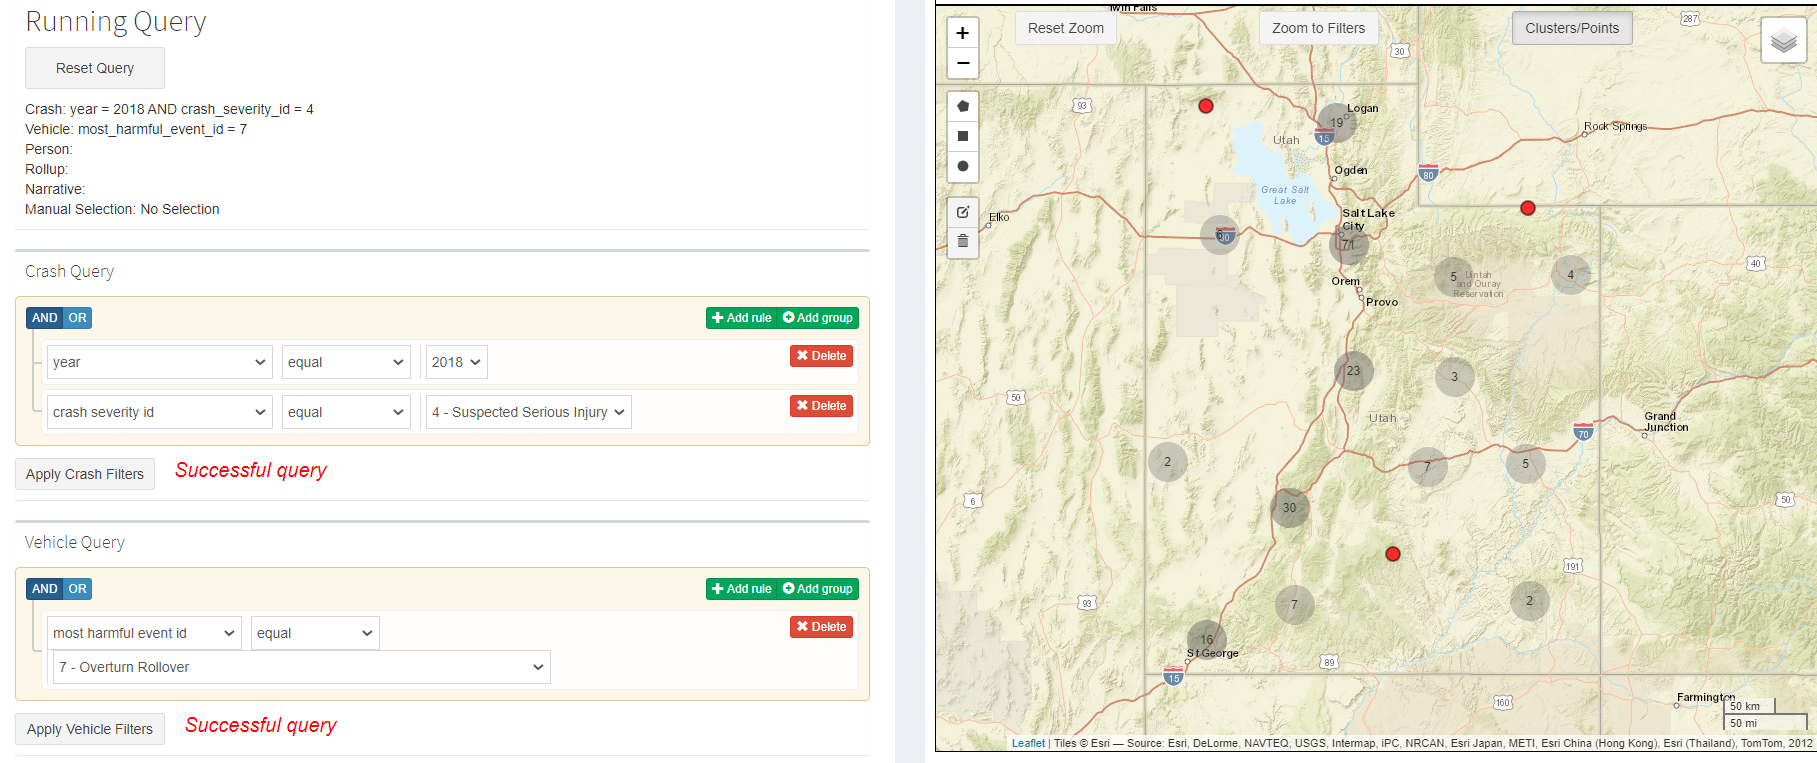 Running Query
Reset Query
Crash: year = 2018 AND crash_severity_id = 4
Vehicle: most_harmful_event_id = 7
Person:
Rollup:
Narrative:
Manual Selection: No Selection
Crash Query
AND OR
Add rule Add group
year equal 2018 Delete
crash severity id equal 4 - Suspected Serious Injury Delete
Apply Crash Filters Successful query
Vehicle Query
AND OR
Add rule Add group
most harmful event id equal Delete
7 - Overturn Rollover
Apply Vehicle Filters Successful query
Twin Falls
+
−
Reset Zoom
Zoom to Filters
Clusters/Points
287
30
93
Logan
19
15
Utah
Rock Springs
Ogden
80
Great Salt
Lake
Elko
Salt Lake
City
71
40
5
Uintah
and Ouray
Reservation
4
Orem
Provo
23
3
50
Utah
Grand
Junction
70
2
7
5
6
50
30
191
93
7
2
16
St George
89
15
160
Farmington
50 km
50 mi
Leaflet | Tiles © Esri — Source: Esri, DeLorme, NAVTEQ, USGS, Intermap, iPC, NRCAN, Esri Japan, METI, Esri China (Hong Kong), Esri (Thailand), TomTom, 2012